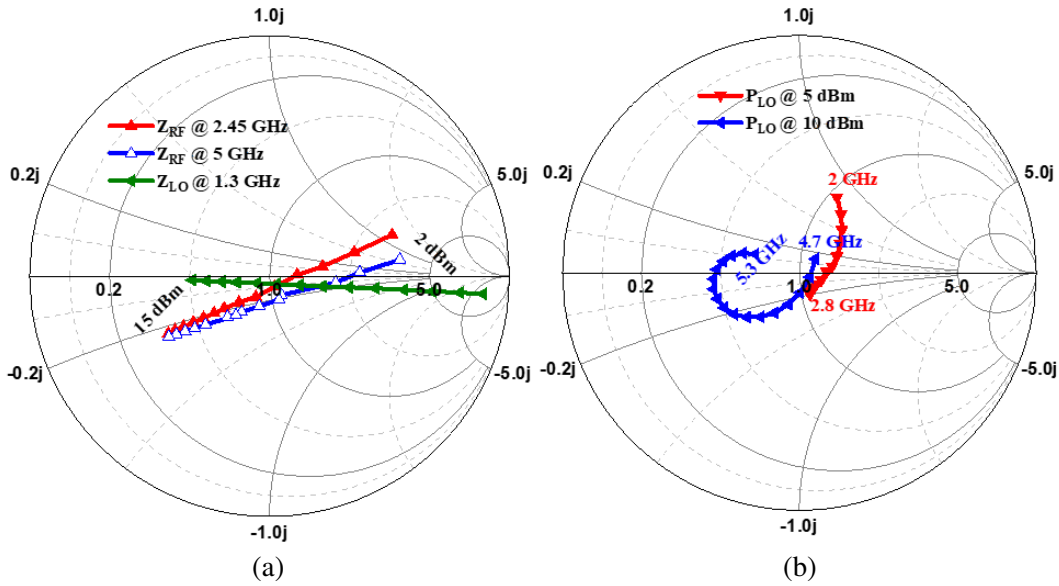 1.0j
Z_RF @ 2.45 GHz
Z_RF @ 5 GHz
Z_LO @ 1.3 GHz
0.2j
5.0j
2 dBm
15 dBm
0.2
1.0
5.0
-0.2j
-5.0j
-1.0j
(a)
1.0j
P_LO @ 5 dBm
P_LO @ 10 dBm
0.2j
5.0j
2 GHz
4.7 GHz
5.3 GHz
0.2
1.0
5.0
2.8 GHz
-0.2j
-5.0j
-1.0j
(b)